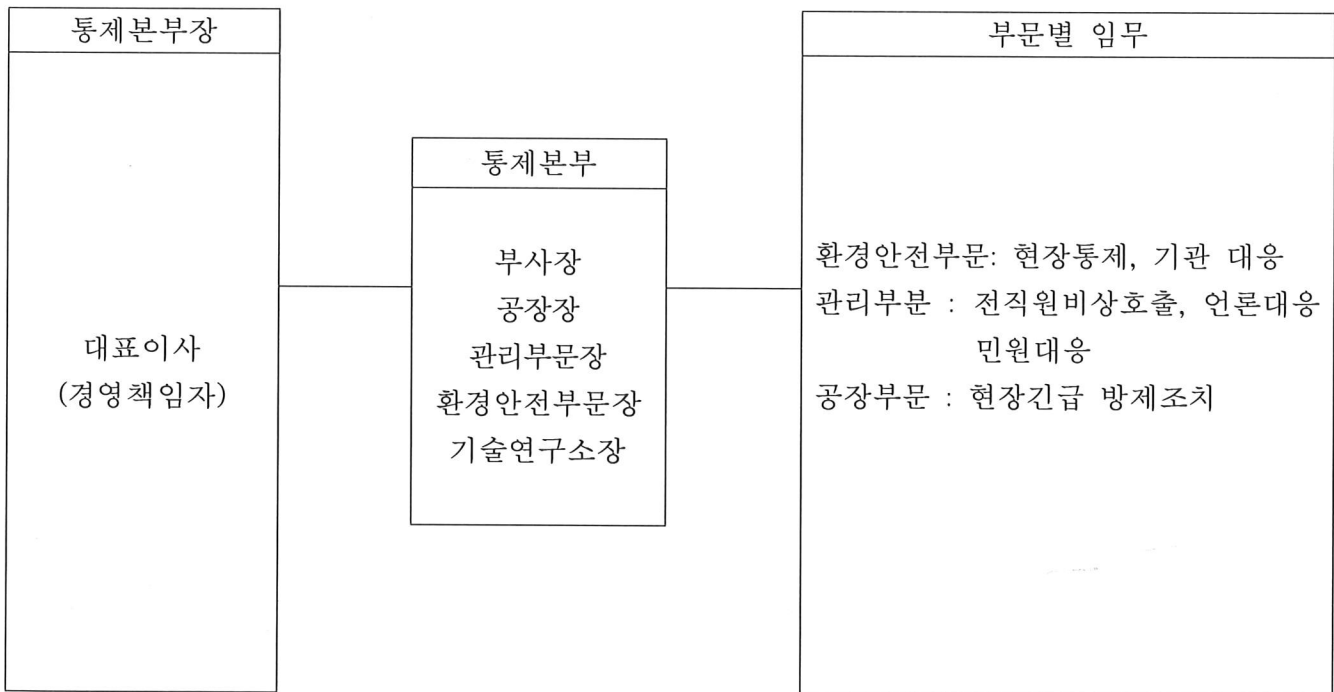 통제본부장
대표이사
(경영책임자)
통제본부
부사장
공장장
관리부문장
환경안전부문장
기술연구소장
부문별 임무
환경안전부문: 현장통제, 기관 대응
관리부분 : 전직원비상호출, 언론대응
민원대응
공장부문 : 현장긴급 방제조치